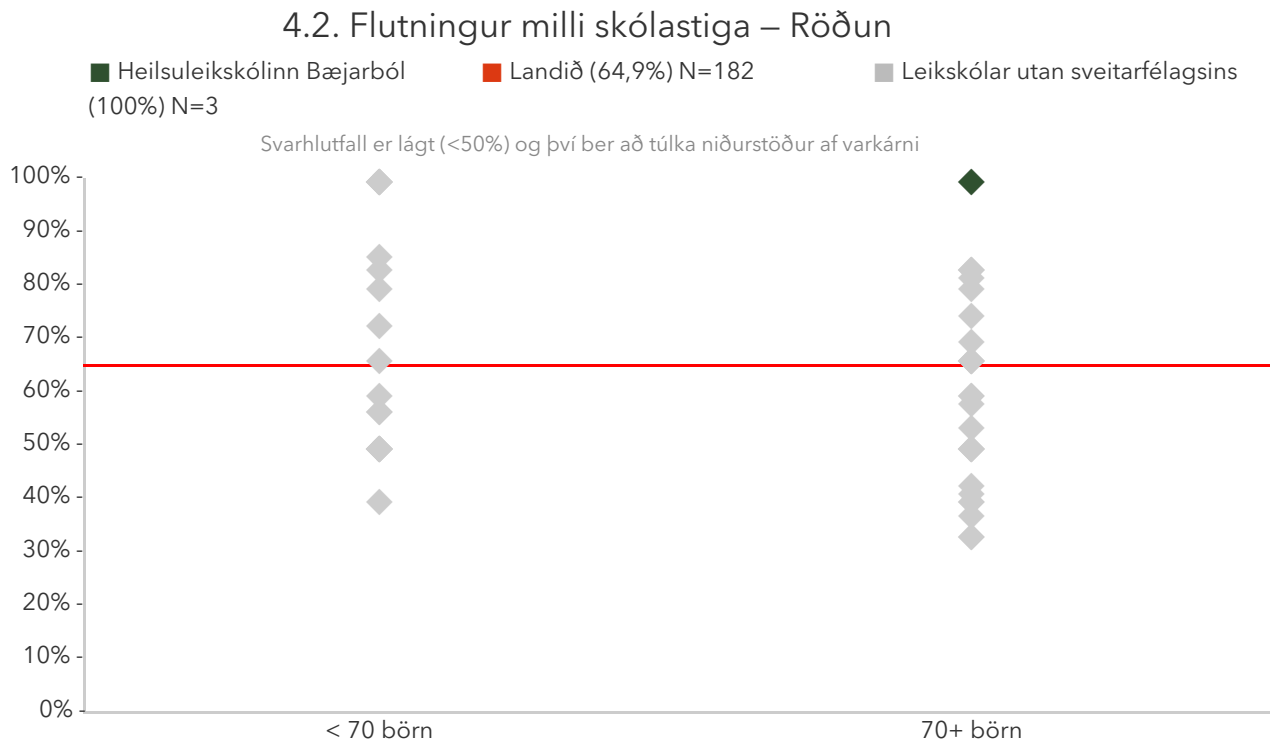 4.2. Flutningur milli skólastiga – Röðun
Heilsuleikskólinn Bæjarból (100%) N=3
Landið (64,9%) N=182
Leikskólar utan sveitarfélagsins
Svarhlutfall er lágt (<50%) og því ber að túlka niðurstöður af varkárni
100%
90%
80%
70%
60%
50%
40%
30%
20%
10%
0%
< 70 börn
70+ börn